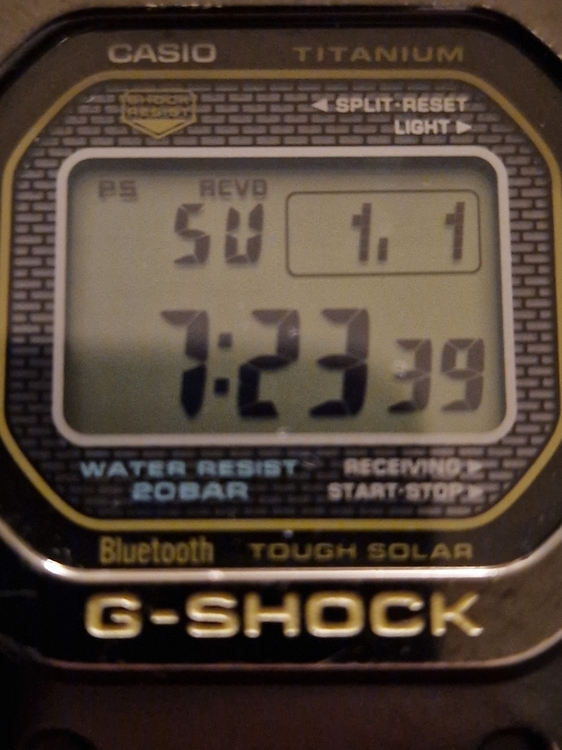 CASIO TITANIUM
SHOCK
RESIST
◄ SPLIT·RESET
LIGHT ►
PS RCVD
SU 1. 1
7:23 39
WATER RESIST
20BAR
RECEIVING ►
START·STOP ►
Bluetooth TOUGH SOLAR
G-SHOCK